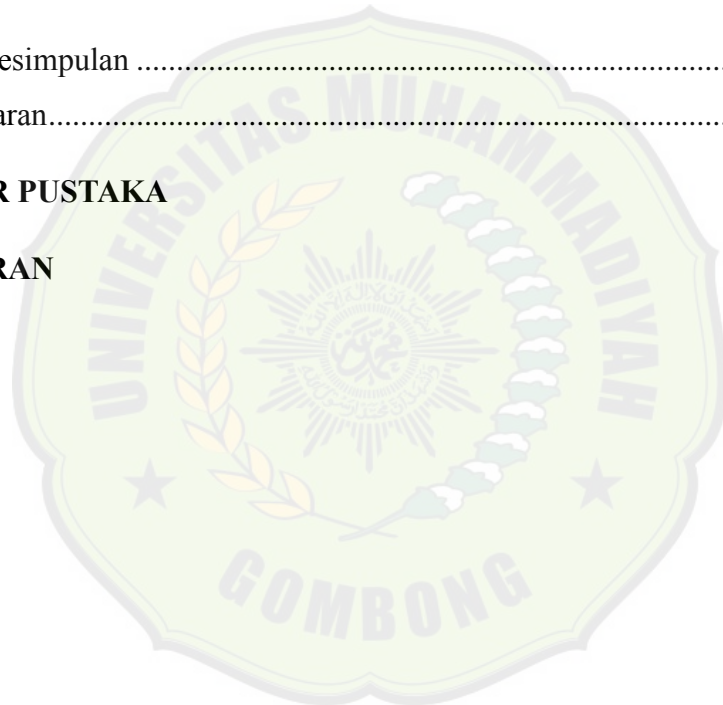 esimpulan ....................................................................................
aran....................................................................................
R PUSTAKA
RAN
UNIVERSITAS MUHAMMADIYAH
GOMBONG